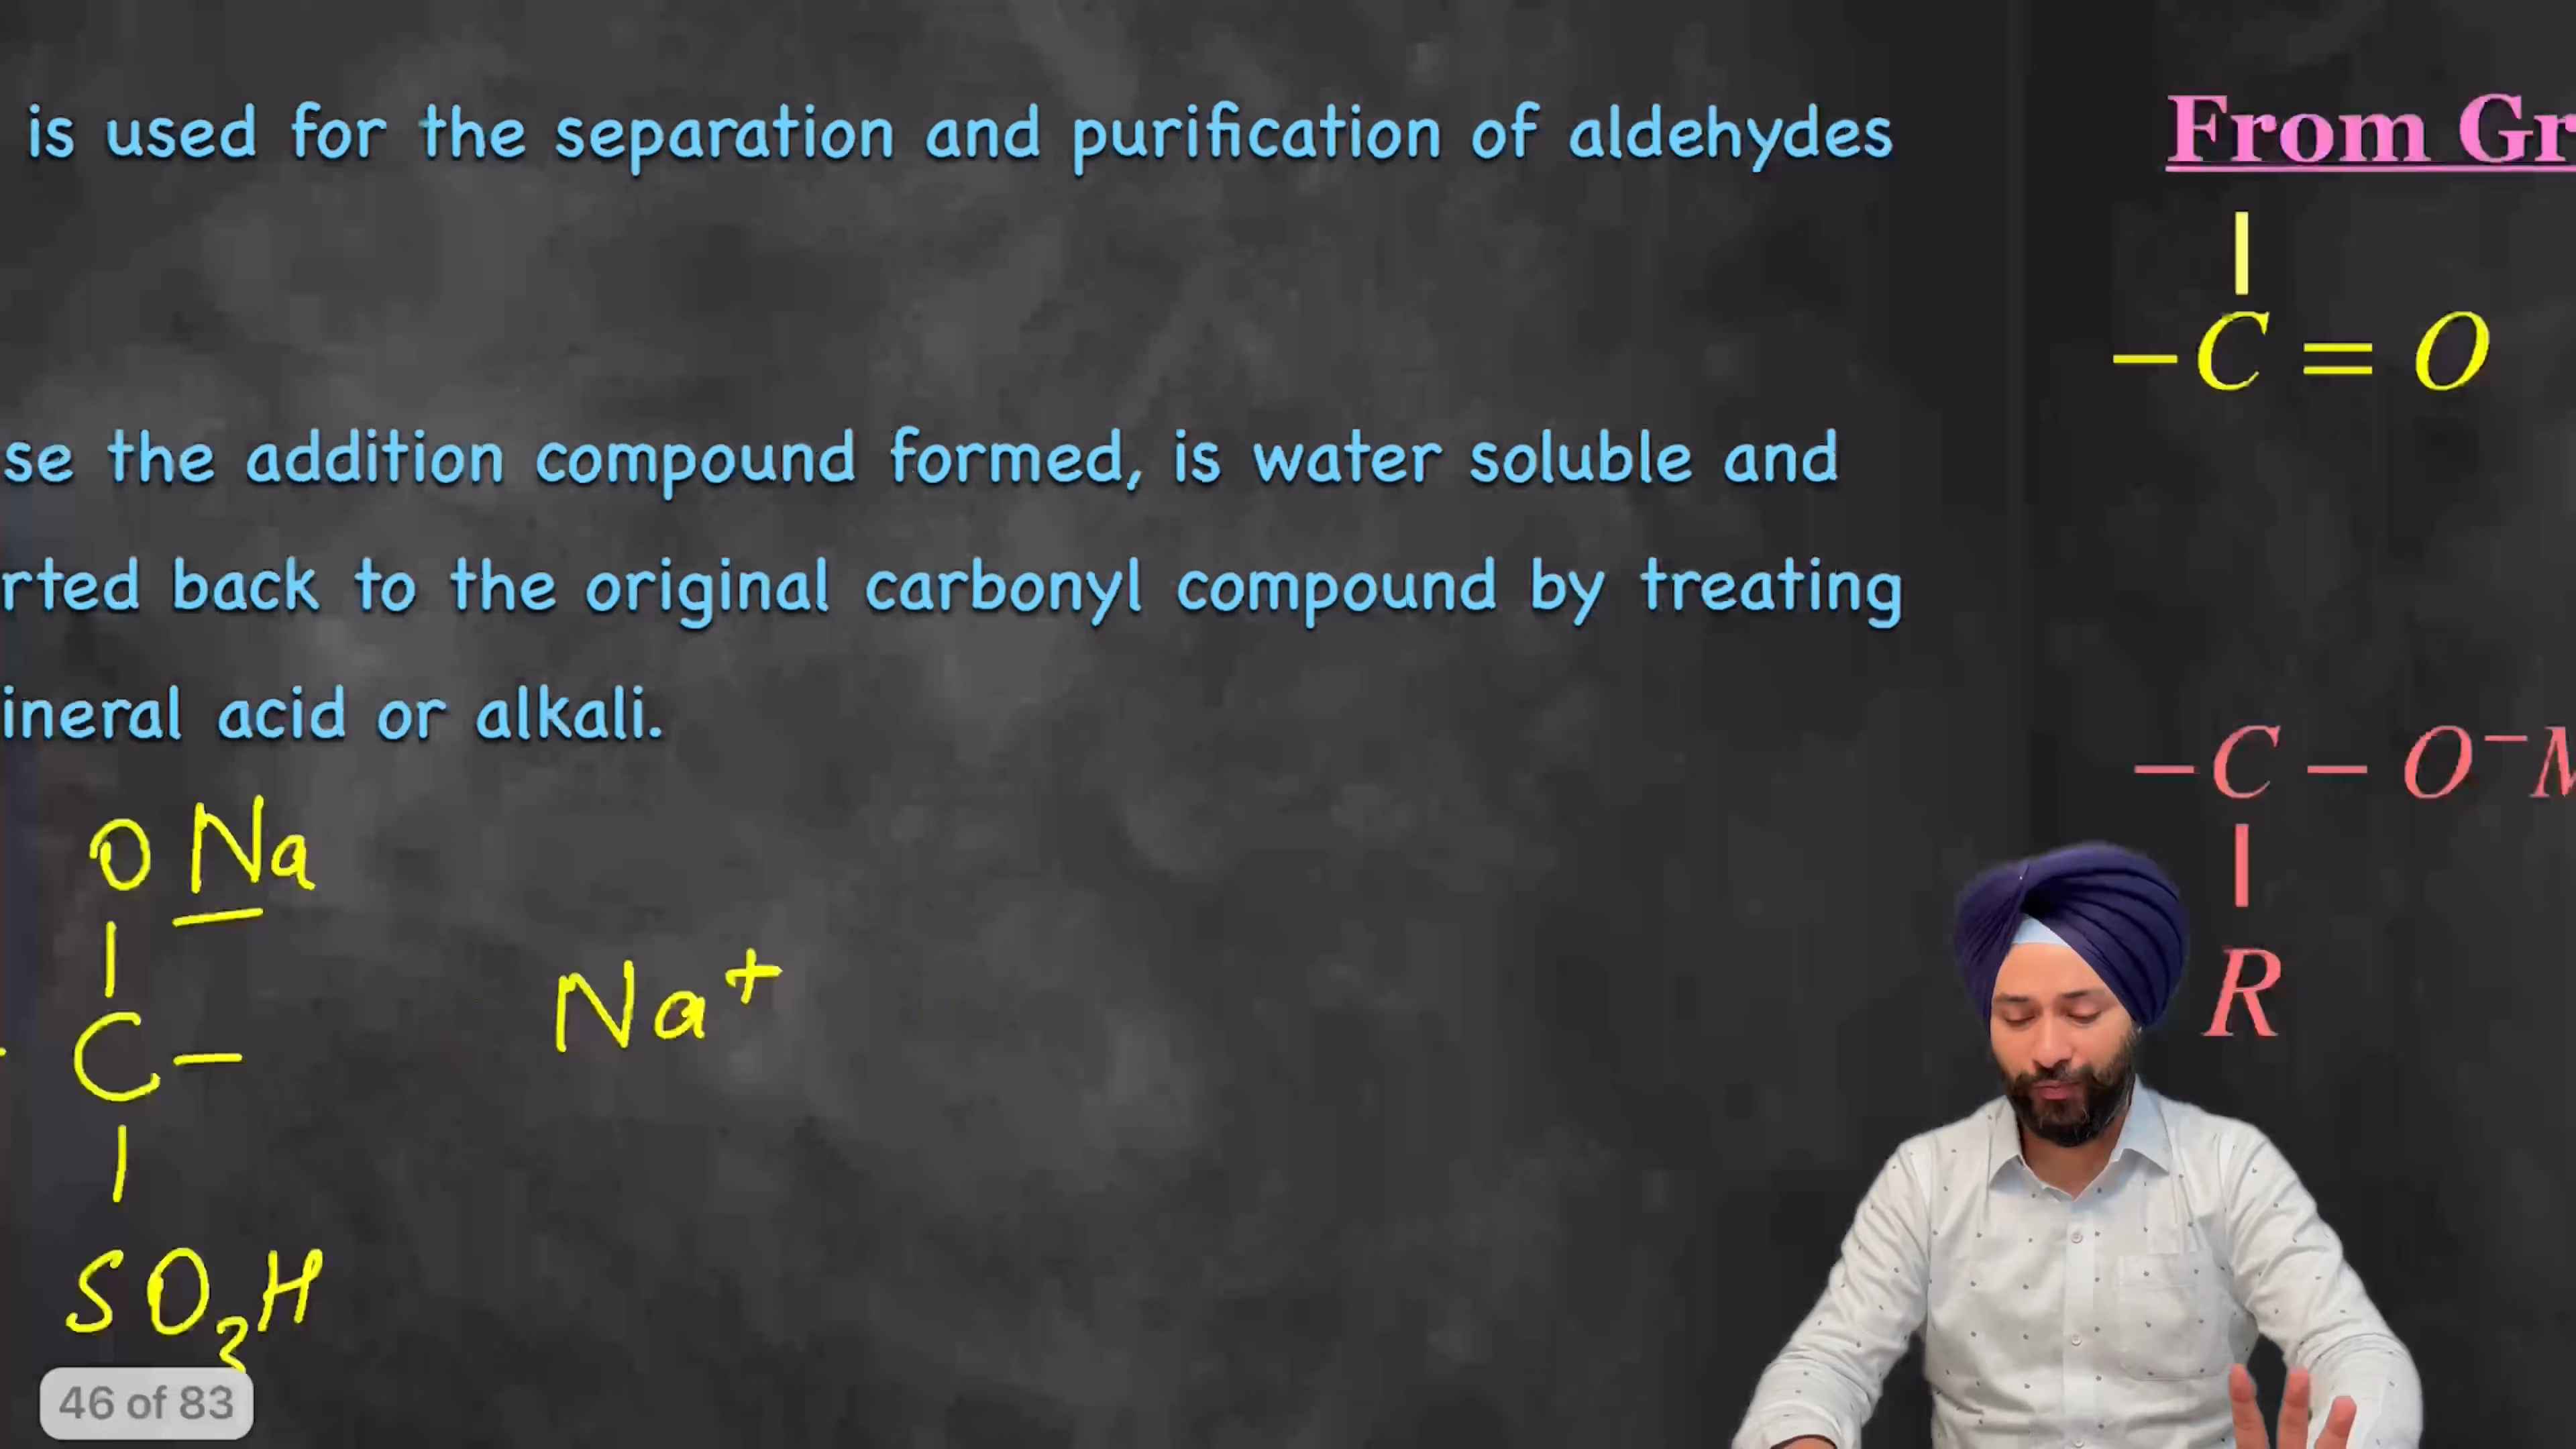 is used for the separation and purification of aldehydes
se the addition compound formed, is water soluble and
rted back to the original carbonyl compound by treating
ineral acid or alkali.
O Na
C –
SO3H
Na+
46 of 83
From Gr
– C = O
– C – O–M
R